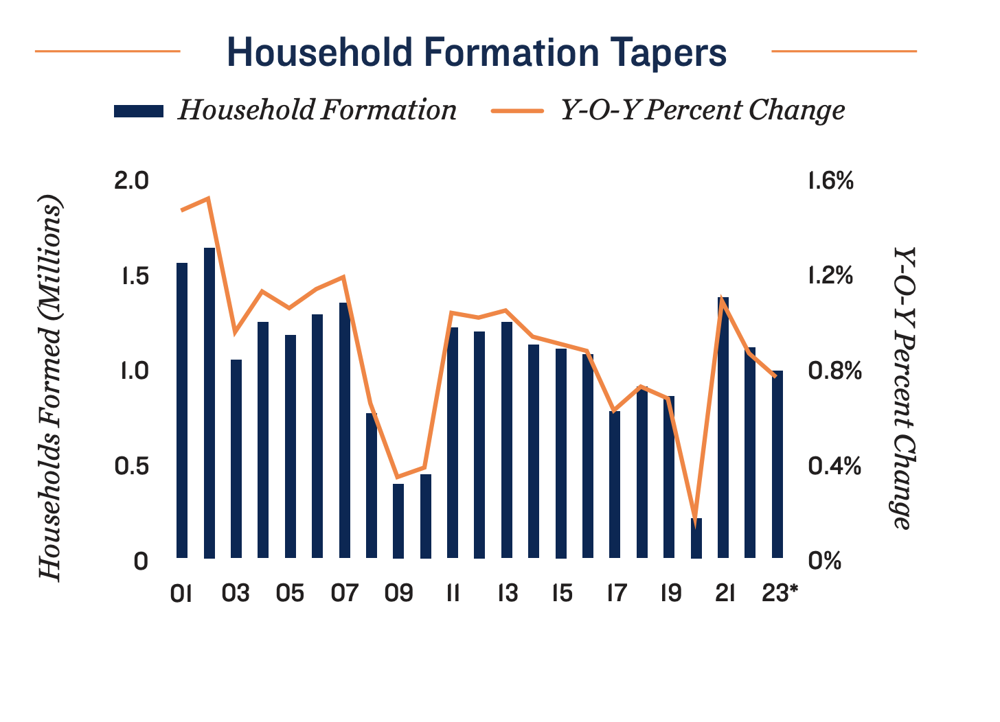 Household Formation Tapers
Household Formation
Y-O-Y Percent Change
Households Formed (Millions)
2.0
1.5
1.0
0.5
0
1.6%
1.2%
0.8%
0.4%
0%
Y-O-Y Percent Change
01 03 05 07 09 11 13 15 17 19 21 23*